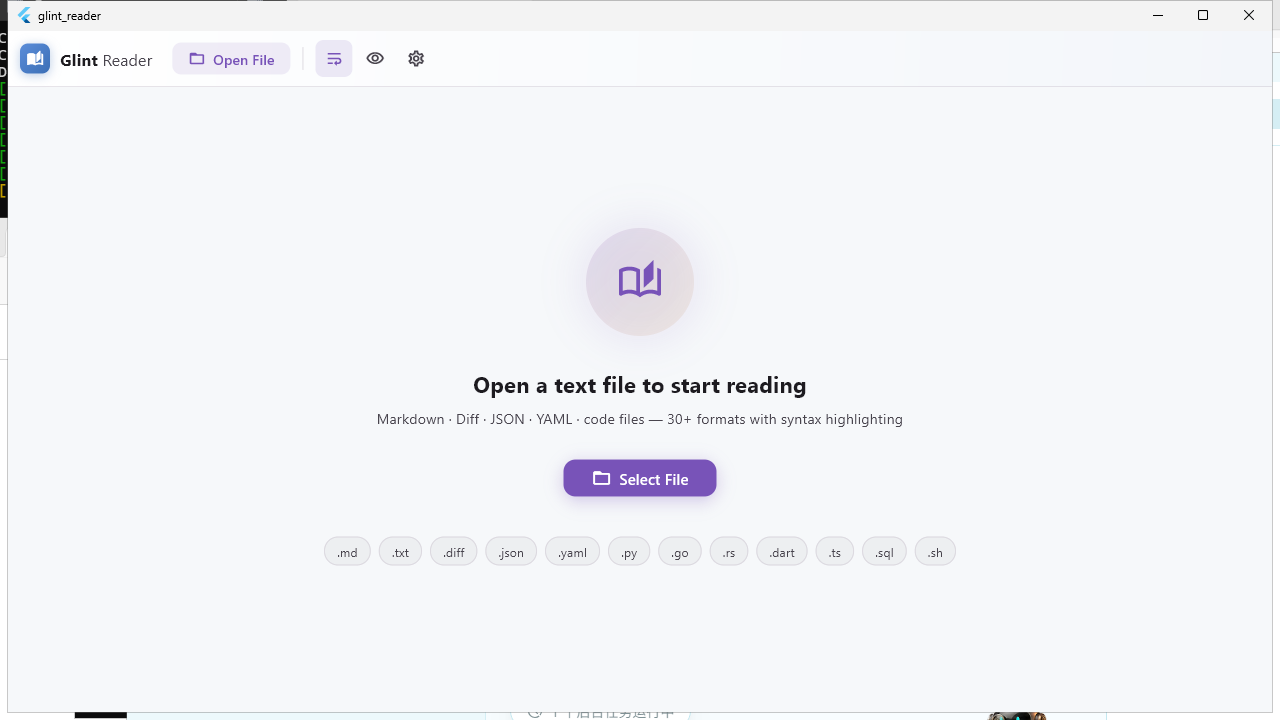 glint_reader
Glint Reader
Open File
Open a text file to start reading
Markdown · Diff · JSON · YAML · code files — 30+ formats with syntax highlighting
Select File
.md .txt .diff .json .yaml .py .go .rs .dart .ts .sql .sh